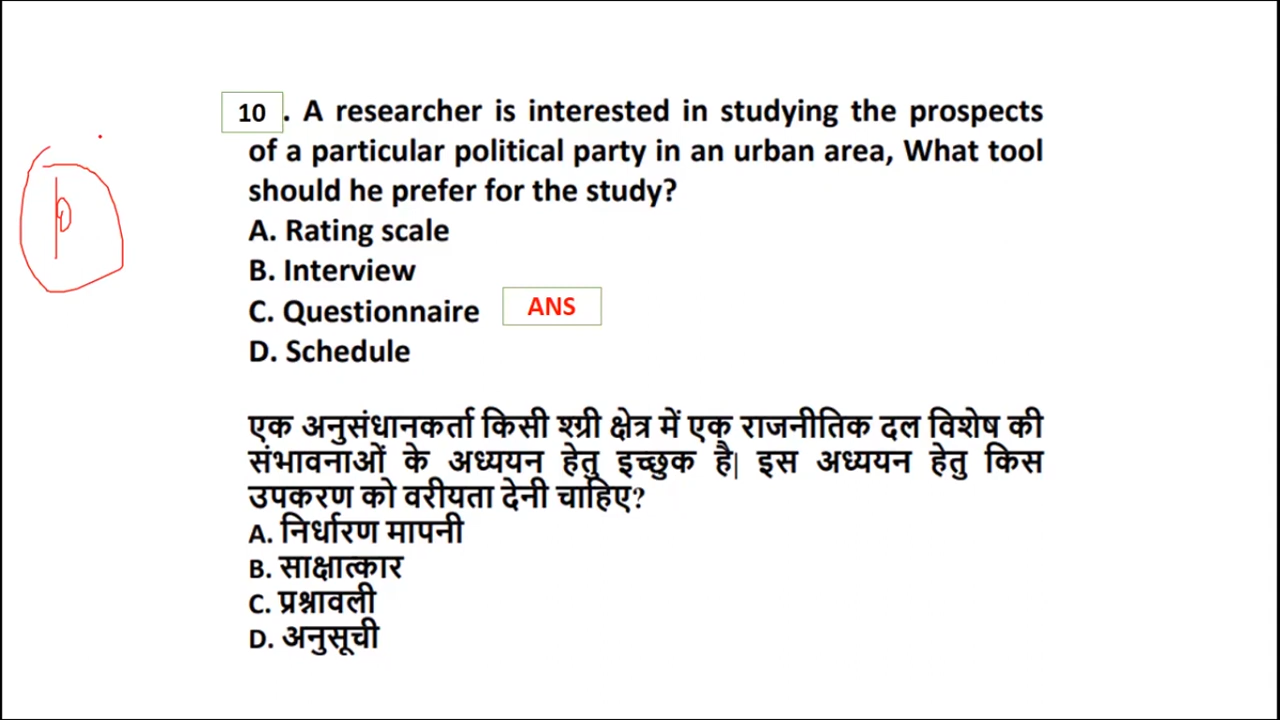 10 . A researcher is interested in studying the prospects
of a particular political party in an urban area, What tool
should he prefer for the study?
A. Rating scale
B. Interview
C. Questionnaire ANS
D. Schedule
एक अनुसंधानकर्ता किसी श्ग्री क्षेत्र में एक राजनीतिक दल विशेष की
संभावनाओं के अध्ययन हेतु इच्छुक है| इस अध्ययन हेतु किस
उपकरण को वरीयता देनी चाहिए?
A. निर्धारण मापनी
B. साक्षात्कार
C. प्रश्नावली
D. अनुसूची